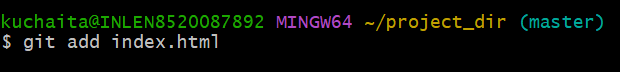 kuchaita@INLEN8520087892 MINGW64 ~/project_dir (master)
$ git add index.html